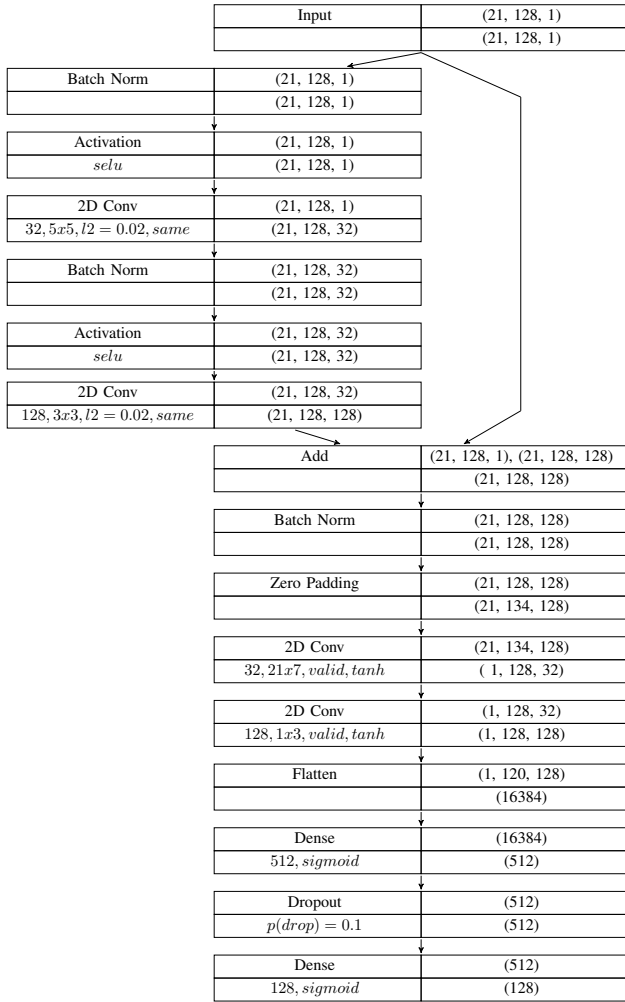 Input (21, 128, 1)
(21, 128, 1)
Batch Norm (21, 128, 1)
(21, 128, 1)
Activation (21, 128, 1)
selu (21, 128, 1)
2D Conv (21, 128, 1)
32, 5x5, l2 = 0.02, same (21, 128, 32)
Batch Norm (21, 128, 32)
(21, 128, 32)
Activation (21, 128, 32)
selu (21, 128, 32)
2D Conv (21, 128, 32)
128, 3x3, l2 = 0.02, same (21, 128, 128)
Add (21, 128, 1), (21, 128, 128)
(21, 128, 128)
Batch Norm (21, 128, 128)
(21, 128, 128)
Zero Padding (21, 128, 128)
(21, 134, 128)
2D Conv (21, 134, 128)
32, 21x7, valid, tanh ( 1, 128, 32)
2D Conv (1, 128, 32)
128, 1x3, valid, tanh (1, 128, 128)
Flatten (1, 120, 128)
(16384)
Dense (16384)
512, sigmoid (512)
Dropout (512)
p(drop) = 0.1 (512)
Dense (512)
128, sigmoid (128)